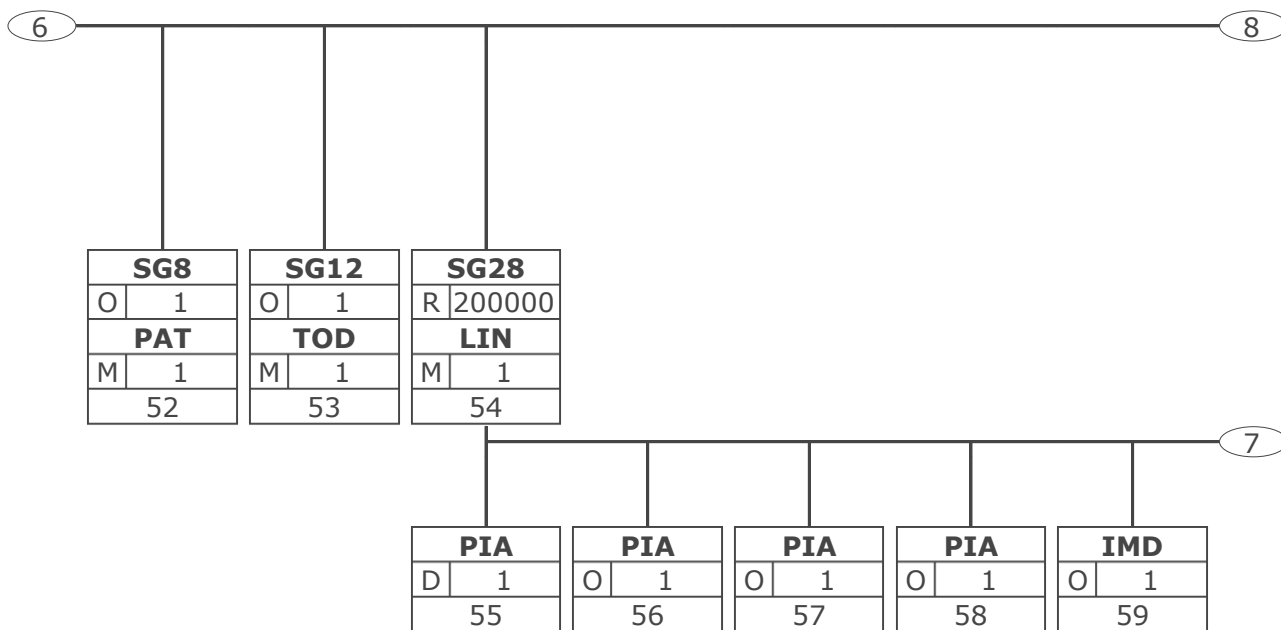 6 8
SG8 SG12 SG28
O 1 O 1 R 200000
PAT TOD LIN
M 1 M 1 M 1
52 53 54
7
PIA PIA PIA PIA IMD
D 1 O 1 O 1 O 1 O 1
55 56 57 58 59